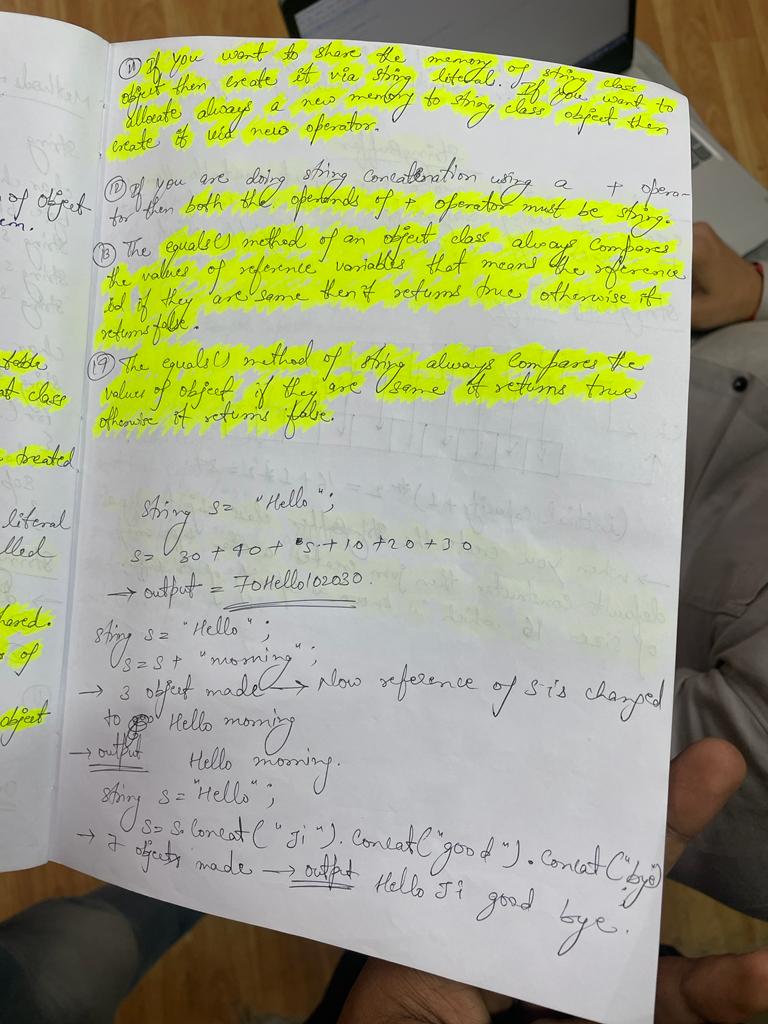 of object
em.
table
at class
treated
literal
lled
hared.
s of
object
(11) If you want to share the memory of string class
object then create it via string literal. If you want to
allocate always a new memory to string class object then
create it via new operator.
(12) If you are doing string concatenation using a + opera-
tor then both the operands of + operator must be string.
(13) The equals() method of an object class always compares
the values of reference variables that means the reference
id if they are same then it returns true otherwise it
returns false.
(14) The equals() method of string always compares the
values of object if they are same it returns true
otherwise it returns false.
string s= "Hello";
s= 30 + 40 + s + 10 + 20 + 30
→ output = 70Hello102030.
string s= "Hello";
s= s + "morning";
→ 3 object made → Now reference of s is changed
to Hello morning
→ output Hello morning.
string s= "Hello";
s= s.concat("Ji").concat("good").concat("bye")
→ 7 objects made → output Hello Ji good bye.